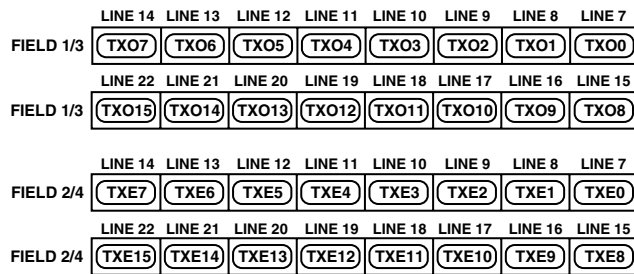 LINE 14 LINE 13 LINE 12 LINE 11 LINE 10 LINE 9 LINE 8 LINE 7
FIELD 1/3 TXO7 TXO6 TXO5 TXO4 TXO3 TXO2 TXO1 TXO0
LINE 22 LINE 21 LINE 20 LINE 19 LINE 18 LINE 17 LINE 16 LINE 15
FIELD 1/3 TXO15 TXO14 TXO13 TXO12 TXO11 TXO10 TXO9 TXO8
LINE 14 LINE 13 LINE 12 LINE 11 LINE 10 LINE 9 LINE 8 LINE 7
FIELD 2/4 TXE7 TXE6 TXE5 TXE4 TXE3 TXE2 TXE1 TXE0
LINE 22 LINE 21 LINE 20 LINE 19 LINE 18 LINE 17 LINE 16 LINE 15
FIELD 2/4 TXE15 TXE14 TXE13 TXE12 TXE11 TXE10 TXE9 TXE8